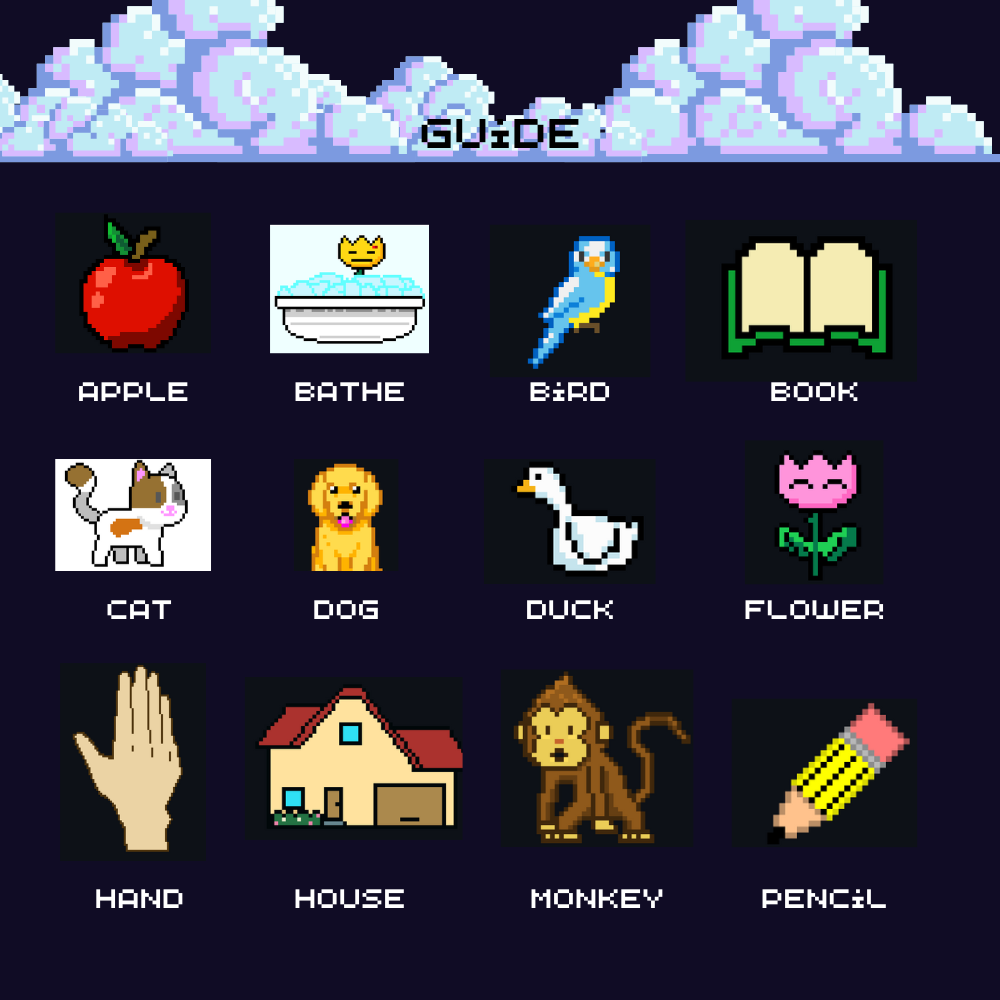 GUiDE
APPLE
BATHE
BiRD
BOOK
CAT
DOG
DUCK
FLOWER
HAND
HOUSE
MONKEY
PENCiL